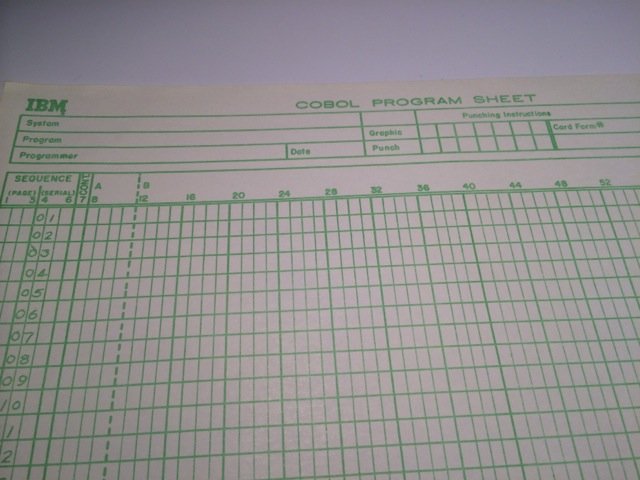 IBM COBOL PROGRAM SHEET
System Punching Instructions
Program Graphic Card Form#
Programmer Date Punch
SEQUENCE CONT. A B
(PAGE) (SERIAL)
1 3 4 6 7 8 12 16 20 24 28 32 36 40 44 48 52
01
02
03
04
05
06
07
08
09
10
1
2